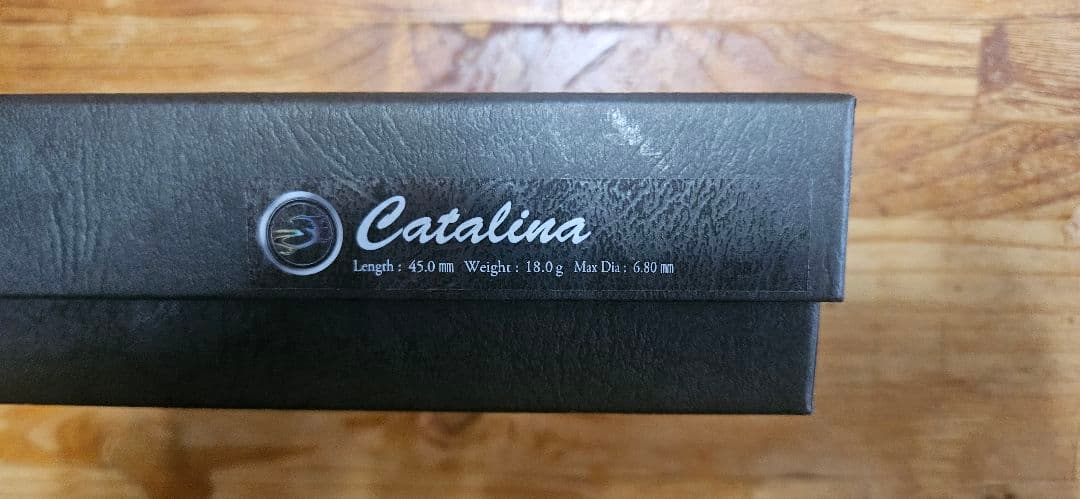 Catalina
Length : 45.0 ㎜ Weight : 18.0 g Max Dia : 6.80 ㎜